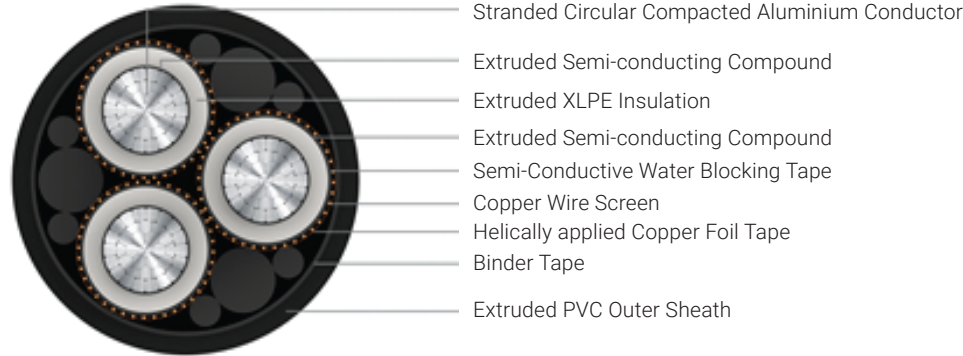 Stranded Circular Compacted Aluminium Conductor
Extruded Semi-conducting Compound
Extruded XLPE Insulation
Extruded Semi-conducting Compound
Semi-Conductive Water Blocking Tape
Copper Wire Screen
Helically applied Copper Foil Tape
Binder Tape
Extruded PVC Outer Sheath